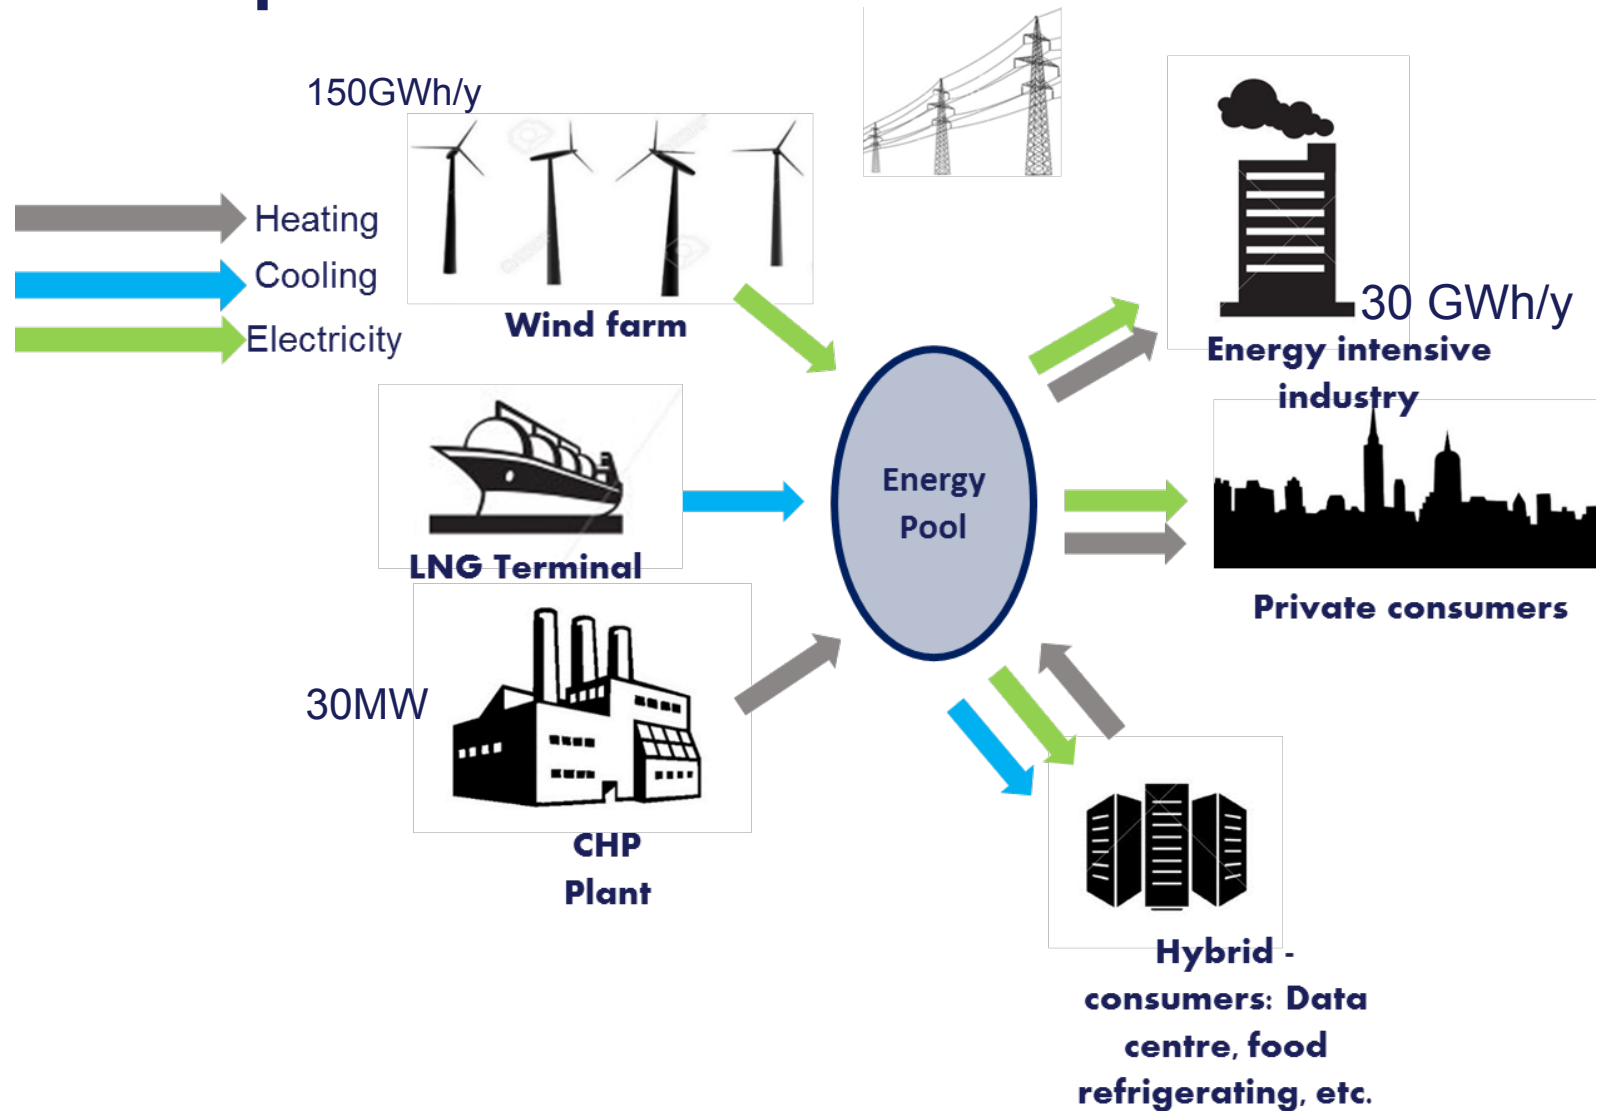 150GWh/y
Heating
Cooling
Electricity
Wind farm
30 GWh/y
Energy intensive
industry
Energy
Pool
LNG Terminal
Private consumers
30MW
CHP
Plant
Hybrid -
consumers: Data
centre, food
refrigerating, etc.